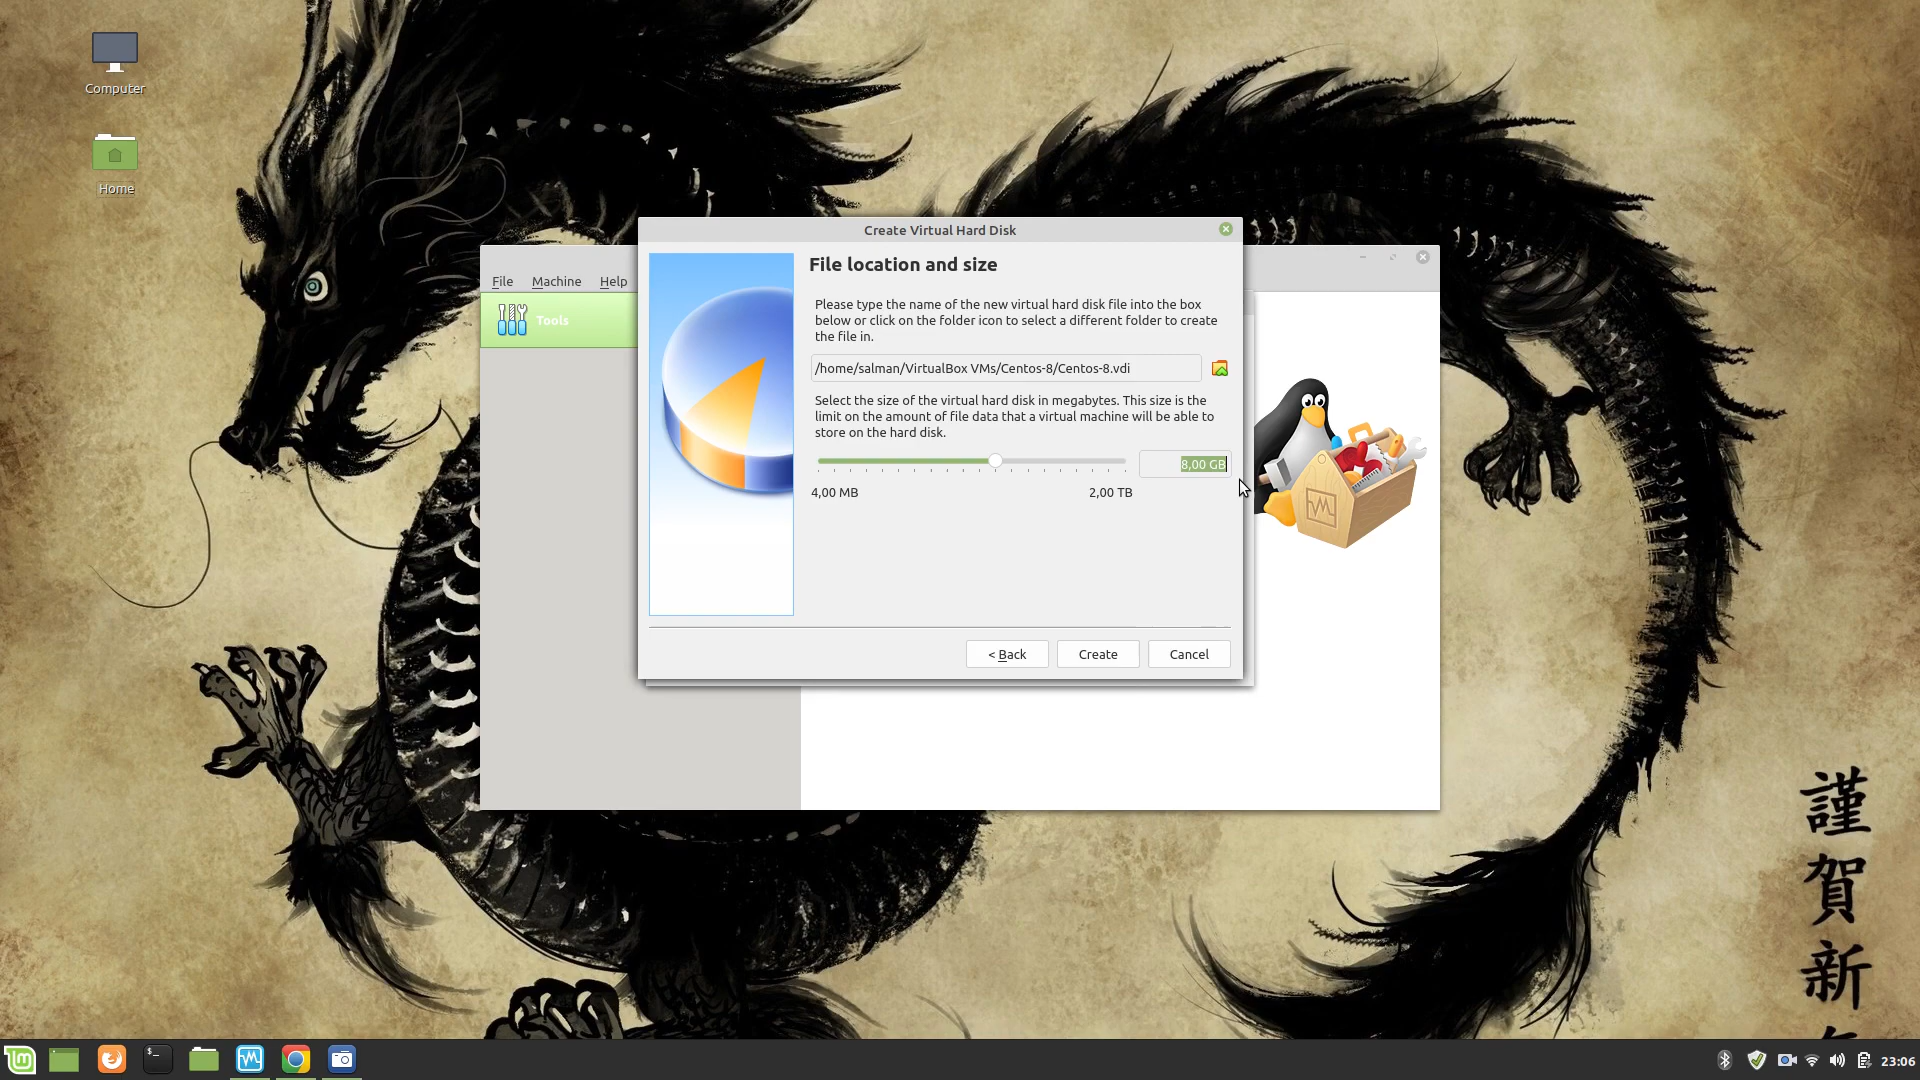 Computer
Home
Create Virtual Hard Disk
File Machine Help
Tools
File location and size
Please type the name of the new virtual hard disk file into the box
below or click on the folder icon to select a different folder to create
the file in.
/home/salman/VirtualBox VMs/Centos-8/Centos-8.vdi
Select the size of the virtual hard disk in megabytes. This size is the
limit on the amount of file data that a virtual machine will be able to
store on the hard disk.
8,00 GB
4,00 MB
2,00 TB
< Back
Create
Cancel
謹
賀
新
23:06